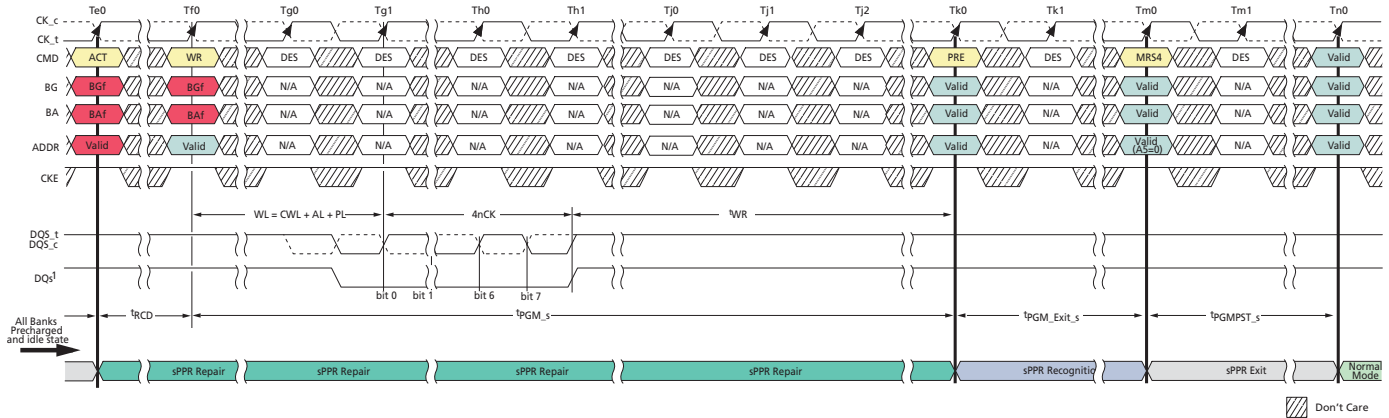 Te0 Tf0 Tg0 Tg1 Th0 Th1 Tj0 Tj1 Tj2 Tk0 Tk1 Tm0 Tm1 Tn0
CK_c
CK_t
CMD ACT WR DES DES DES DES DES DES DES PRE DES MRS4 DES Valid
BG BGf BGf N/A N/A N/A N/A N/A N/A N/A Valid N/A Valid N/A Valid
BA BAf BAf N/A N/A N/A N/A N/A N/A N/A Valid N/A Valid N/A Valid
ADDR Valid Valid N/A N/A N/A N/A N/A N/A N/A Valid N/A Valid (A5=0) N/A Valid
CKE
WL = CWL + AL + PL 4nCK tWR
DQS_t
DQS_c
DQs1
bit 0 bit 1 bit 6 bit 7
All Banks
Precharged
and idle state
tRCD tPGM_s tPGM_Exit_s tPGMPST_s
sPPR Repair sPPR Repair sPPR Repair sPPR Repair sPPR Recognitic sPPR Exit Normal
Mode
Don't Care